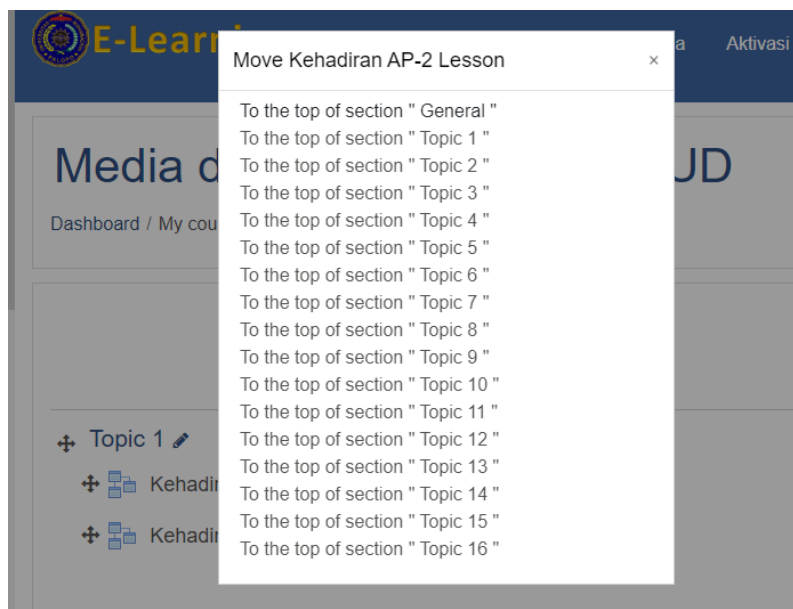 E-Learni
a Aktivasi
Move Kehadiran AP-2 Lesson ×
To the top of section " General "
To the top of section " Topic 1 "
To the top of section " Topic 2 "
To the top of section " Topic 3 "
To the top of section " Topic 4 "
To the top of section " Topic 5 "
To the top of section " Topic 6 "
To the top of section " Topic 7 "
To the top of section " Topic 8 "
To the top of section " Topic 9 "
To the top of section " Topic 10 "
To the top of section " Topic 11 "
To the top of section " Topic 12 "
To the top of section " Topic 13 "
To the top of section " Topic 14 "
To the top of section " Topic 15 "
To the top of section " Topic 16 "
Media d UD
Dashboard / My cou
Topic 1
Kehadir
Kehadir